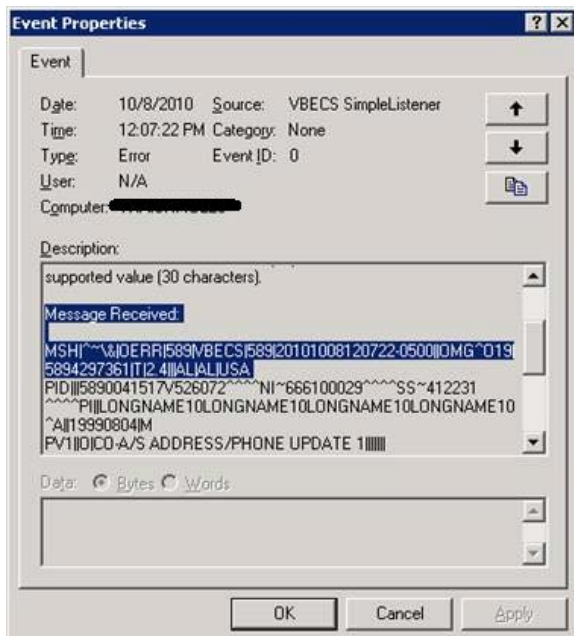 Event Properties
Event
Date: 10/8/2010 Source: VBECS SimpleListener
Time: 12:07:22 PM Category: None
Type: Error Event ID: 0
User: N/A
Computer:
Description:
supported value (30 characters).
Message Received:
MSH|^~\&|OERR|589|VBECS|589|20101008120722-0500||OMG^O19
|5894297361|T|2.4|||AL|AL|USA
PID|||5890041517V526072^^^^NI~666100029^^^^SS~412231
^^^^PI||LONGNAME10LONGNAME10LONGNAME10LONGNAME10
^A||19990804|M
PV1||O|CO-A/S ADDRESS/PHONE UPDATE 1|||||||
Data: Bytes Words
OK Cancel Apply